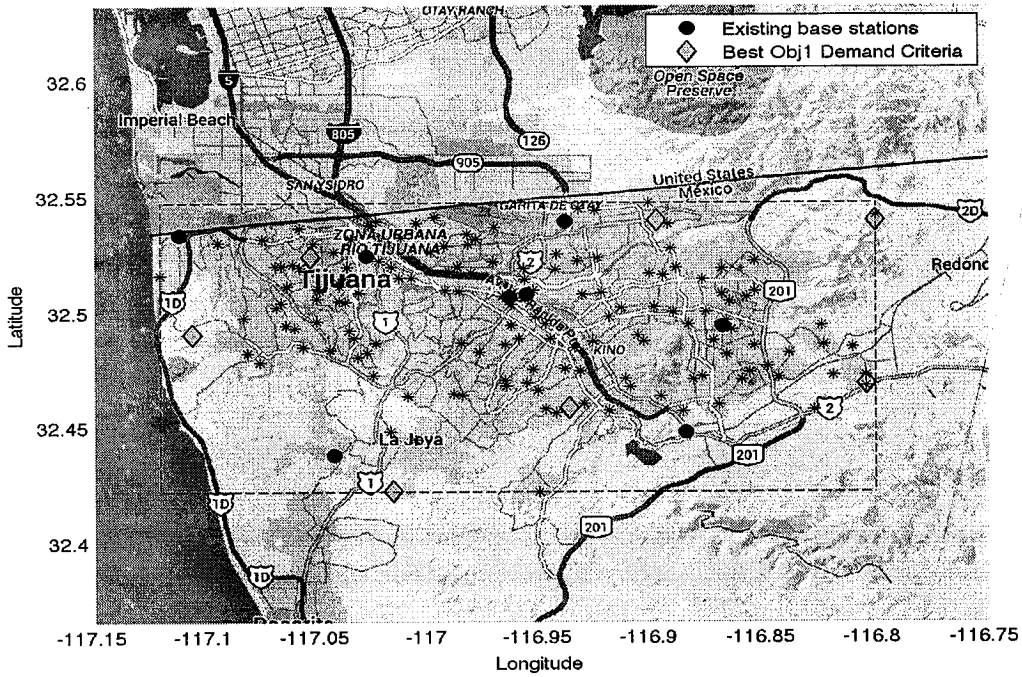 OTAY RANCH
Existing base stations
Best Obj1 Demand Criteria
Open Space
Preserve
32.6
5
Imperial Beach
805
126
905
SAN YSIDRO
United States
México
32.55
GARITA DE OTAY
2D
ZONA URBANA
RIO TIJUANA
2
Redond
Tijuana
201
1D
32.5
1
KINO
2
32.45
La Joya
201
1
1D
201
32.4
1D
-117.15
-117.1
-117.05
-117
-116.95
-116.9
-116.85
-116.8
-116.75
Latitude
Longitude